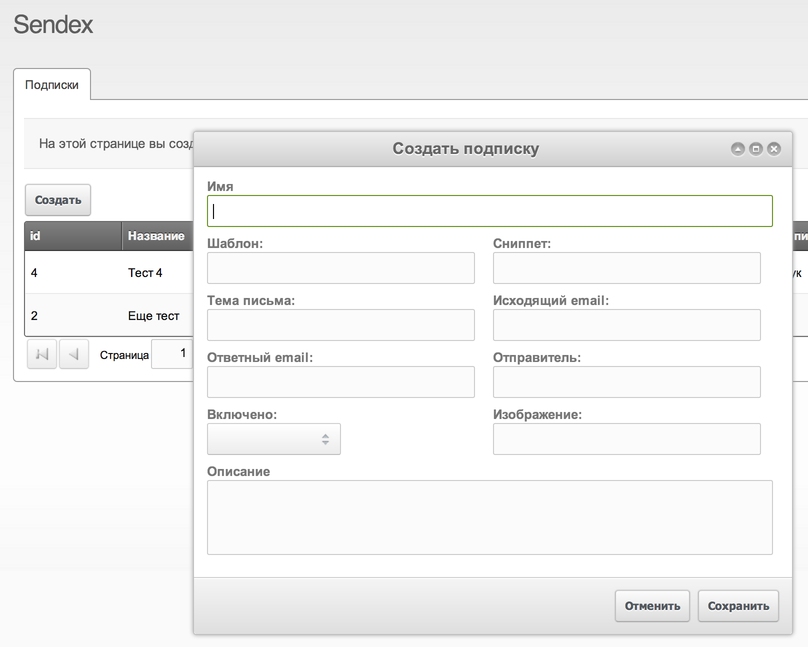 Sendex
Подписки
На этой странице вы
Создать подписку
Создать
Имя
id Название
Шаблон: Сниппет:
4 Тест 4
Тема письма: Исходящий email:
2 Еще тест
Страница 1
Ответный email: Отправитель:
Включено: Изображение:
Описание
Отменить Сохранить